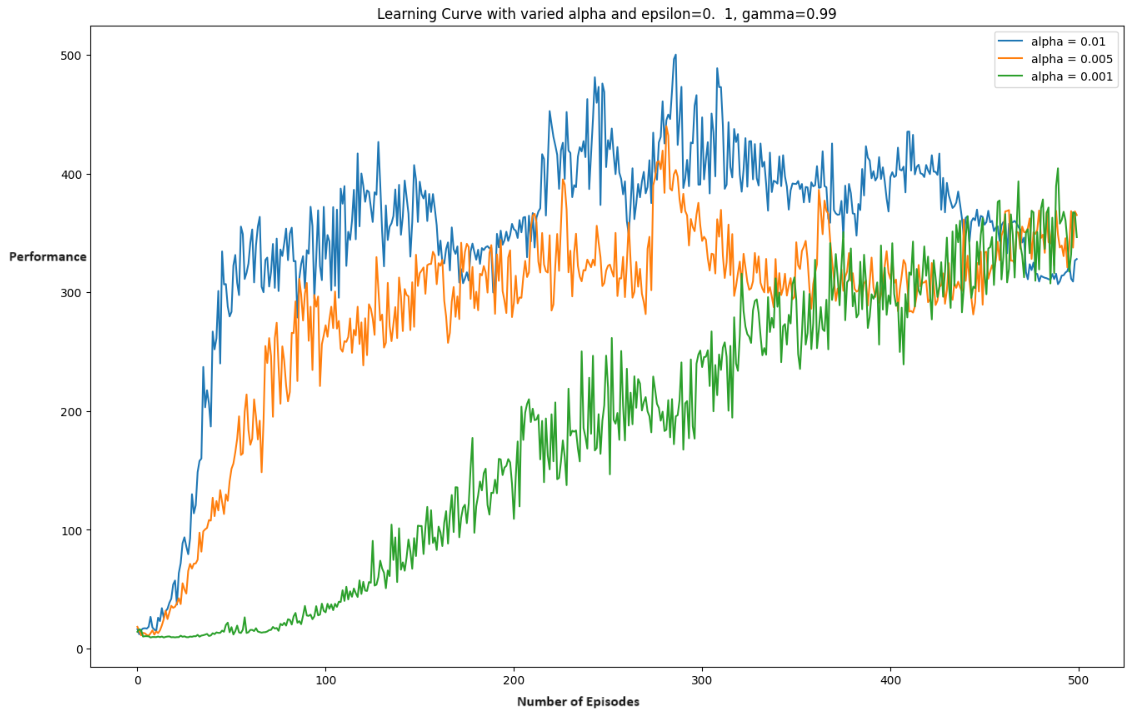 Learning Curve with varied alpha and epsilon=0.  1, gamma=0.99
alpha = 0.01
alpha = 0.005
alpha = 0.001
500
400
300
200
100
0
Performance
0 100 200 300 400 500
Number of Episodes